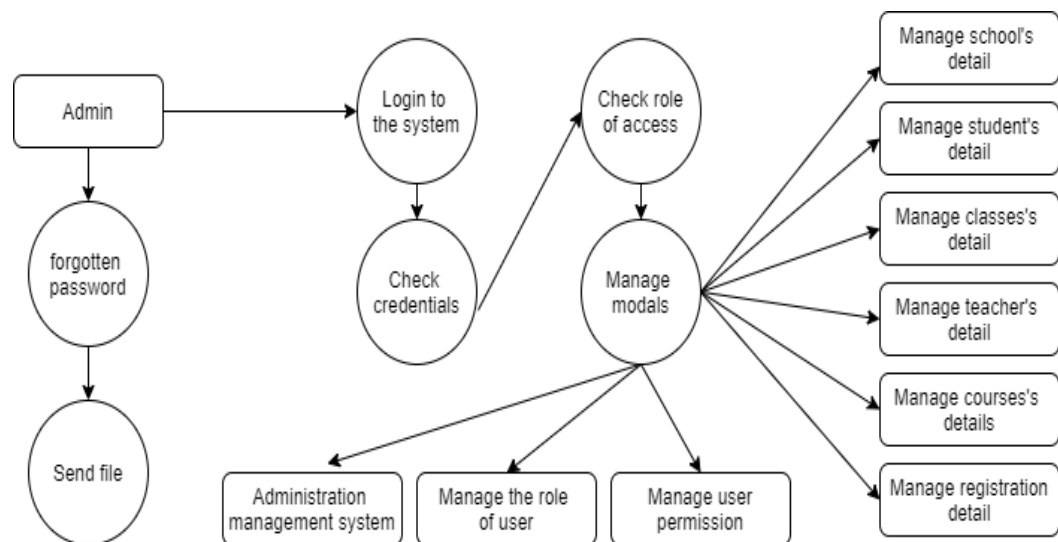 Admin
Login to
the system
Check role
of access
Manage school's
detail
Manage student's
detail
Manage classes's
detail
Manage teacher's
detail
Manage courses's
details
Manage registration
detail
forgotten
password
Check
credentials
Manage
modals
Send file
Administration
management system
Manage the role
of user
Manage user
permission